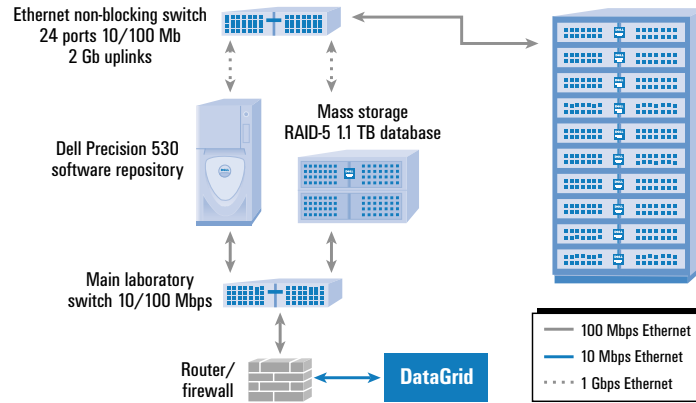 Ethernet non-blocking switch
24 ports 10/100 Mb
2 Gb uplinks
Mass storage
RAID-5 1.1 TB database
Dell Precision 530
software repository
Main laboratory
switch 10/100 Mbps
Router/
firewall
DataGrid
100 Mbps Ethernet
10 Mbps Ethernet
1 Gbps Ethernet